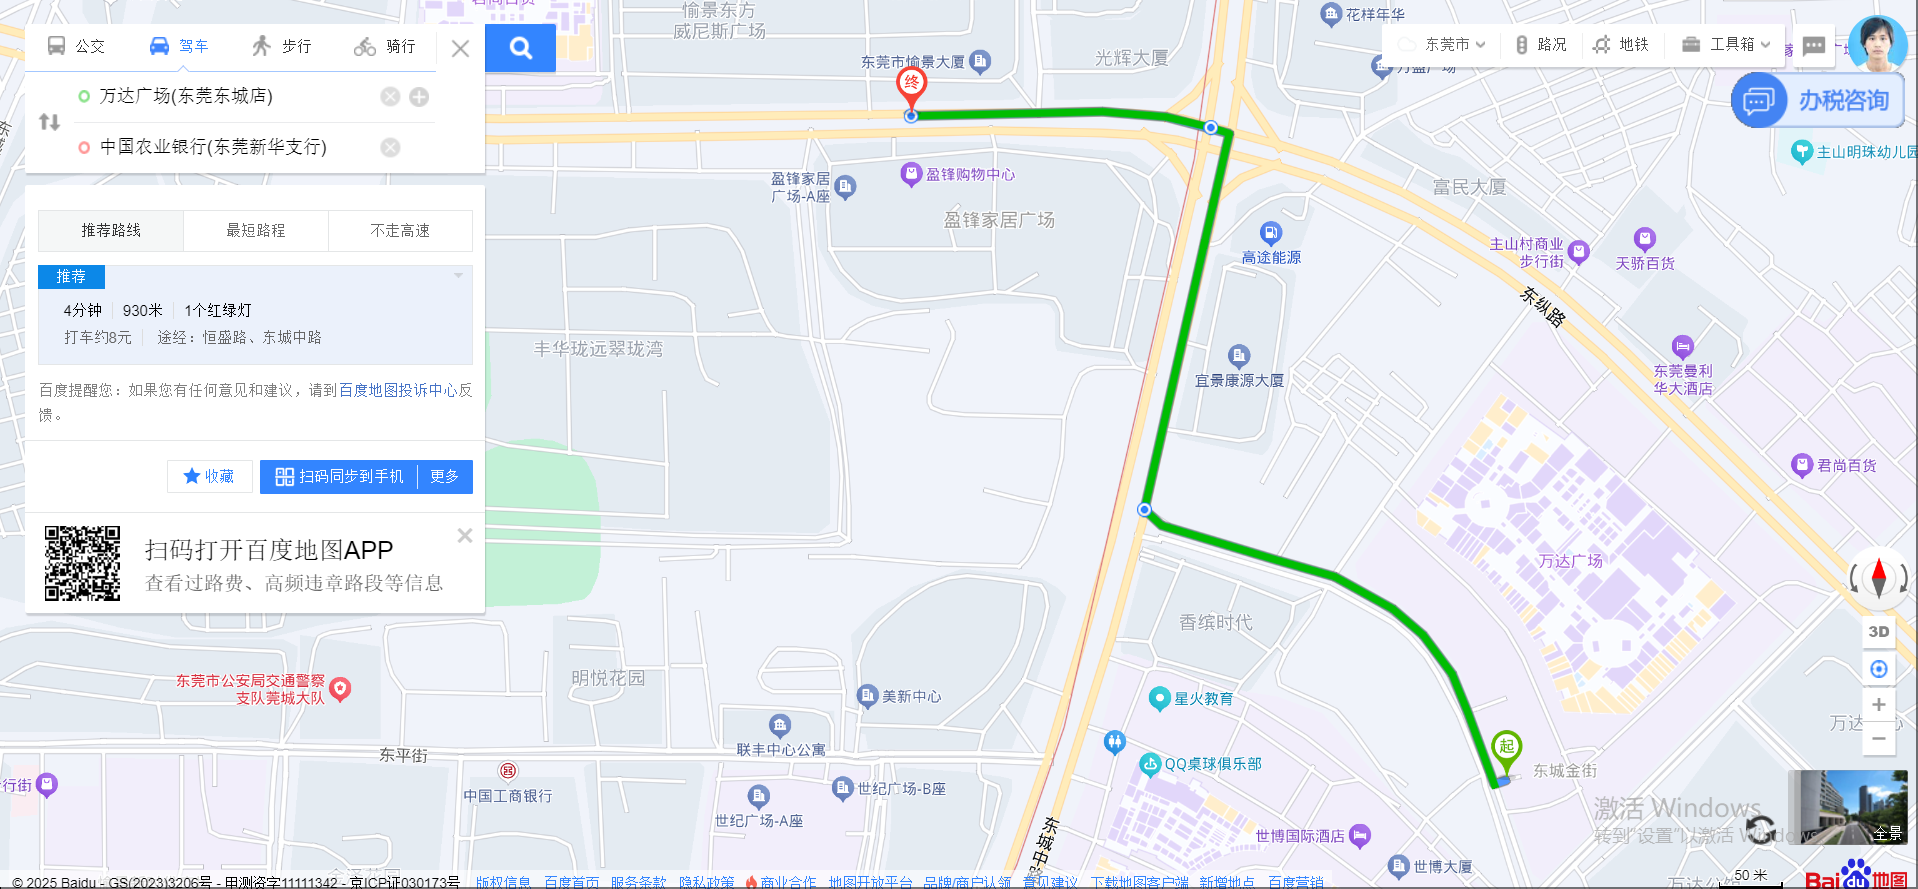 公交
驾车
步行
骑行
万达广场(东莞东城店)
中国农业银行(东莞新华支行)
推荐路线
最短路程
不走高速
推荐
4分钟
930米
1个红绿灯
打车约8元
途经：恒盛路、东城中路
百度提醒您：如果您有任何意见和建议，请到百度地图投诉中心反
馈。
收藏
扫码同步到手机
更多
扫码打开百度地图APP
查看过路费、高频违章路段等信息
愉景东方
威尼斯广场
东莞市愉景大厦
终
光辉大厦
花样年华
东莞市
路况
地铁
工具箱
办税咨询
主山明珠幼儿园
盈锋家居
广场-A座
盈锋购物中心
盈锋家居广场
富民大厦
高途能源
主山村商业
步行街
天骄百货
东纵路
丰华珑远翠珑湾
宜景康源大厦
东莞曼利
华大酒店
君尚百货
万达广场
香缤时代
3D
东莞市公安局交通警察
支队莞城大队
明悦花园
美新中心
星火教育
联丰中心公寓
东平街
QQ桌球俱乐部
起
东城金街
行街
中国工商银行
世纪广场-B座
世纪广场-A座
东城中路
世博国际酒店
世博大厦
激活 Windows
转到"设置"以激活 Windows
全景
50 米
Bai du 地图
© 2025 Baidu - GS(2023)3206号 - 甲测资字11111342 - 京ICP证030173号
版权信息
百度首页
服务条款
隐私政策
商业合作
地图开放平台
品牌/商户认领
意见建议
下载地图客户端
新增地点
百度营销